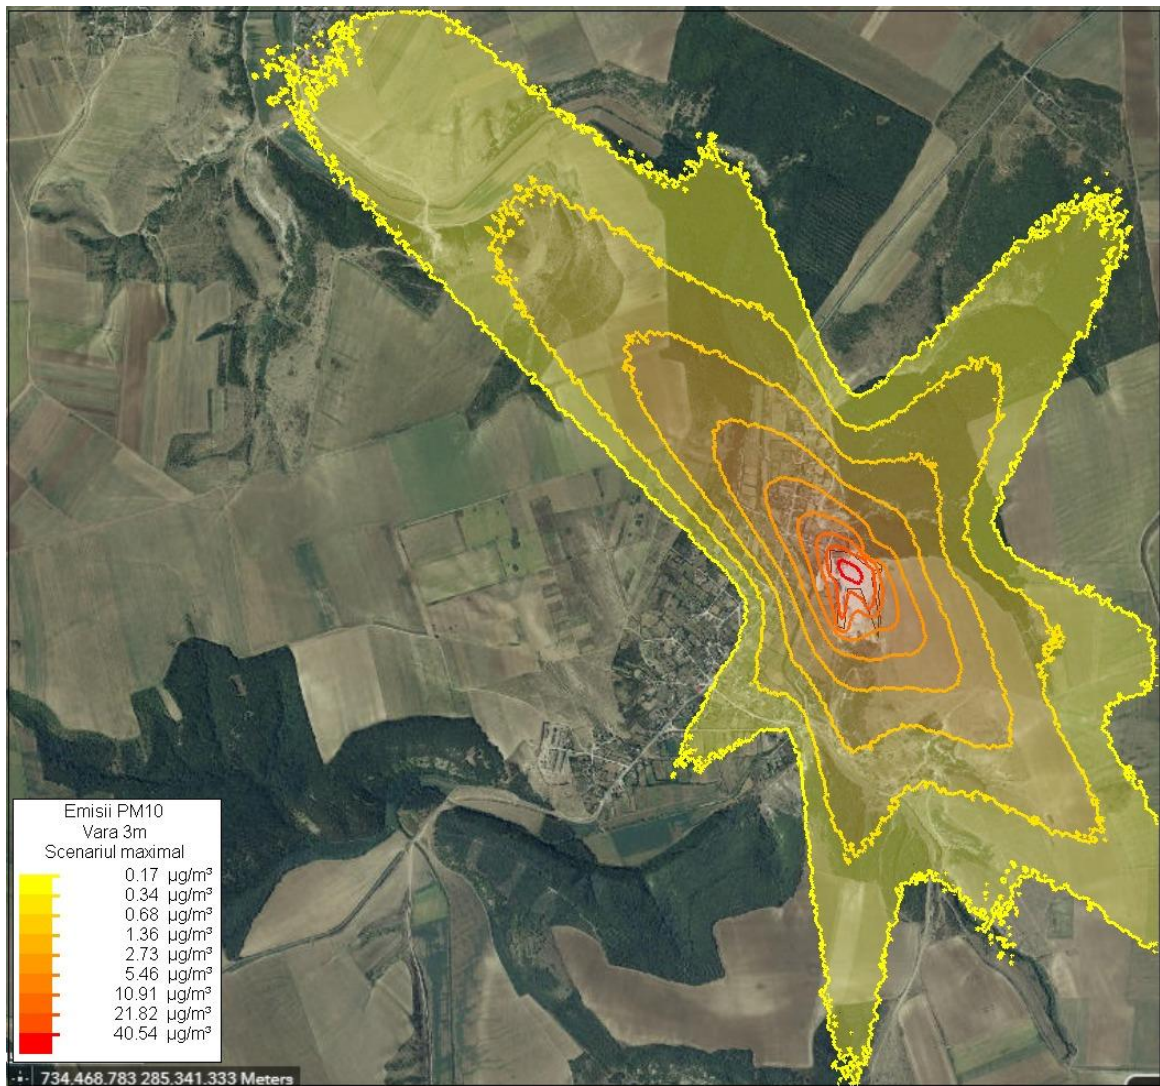 Emisii PM10
Vara 3m
Scenariul maximal
0.17 µg/m³
0.34 µg/m³
0.68 µg/m³
1.36 µg/m³
2.73 µg/m³
5.46 µg/m³
10.91 µg/m³
21.82 µg/m³
40.54 µg/m³
734.468.783 285.341.333 Meters